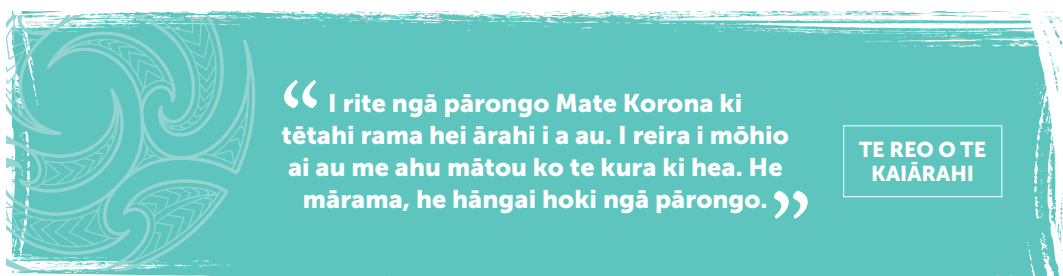 “ I rite ngā pārongo Mate Korona ki
tētahi rama hei ārahi i a au. I reira i mōhio
ai au me ahu mātou ko te kura ki hea. He
mārama, he hāngai hoki ngā pārongo. ”
TE REO O TE
KAIĀRAHI